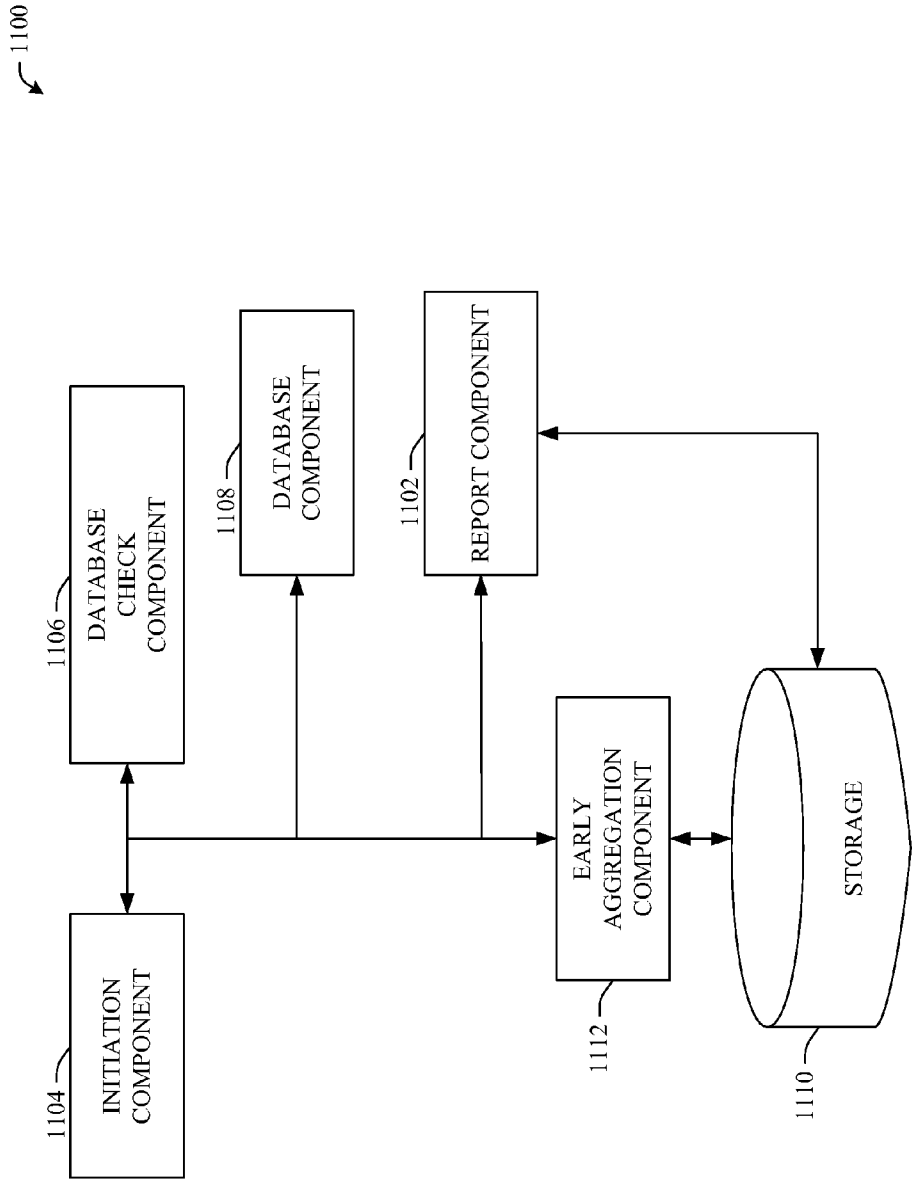 1100
1104
INITIATION
COMPONENT
1106
DATABASE
CHECK
COMPONENT
1108
DATABASE
COMPONENT
1102
REPORT COMPONENT
1112
EARLY
AGGREGATION
COMPONENT
1110
STORAGE